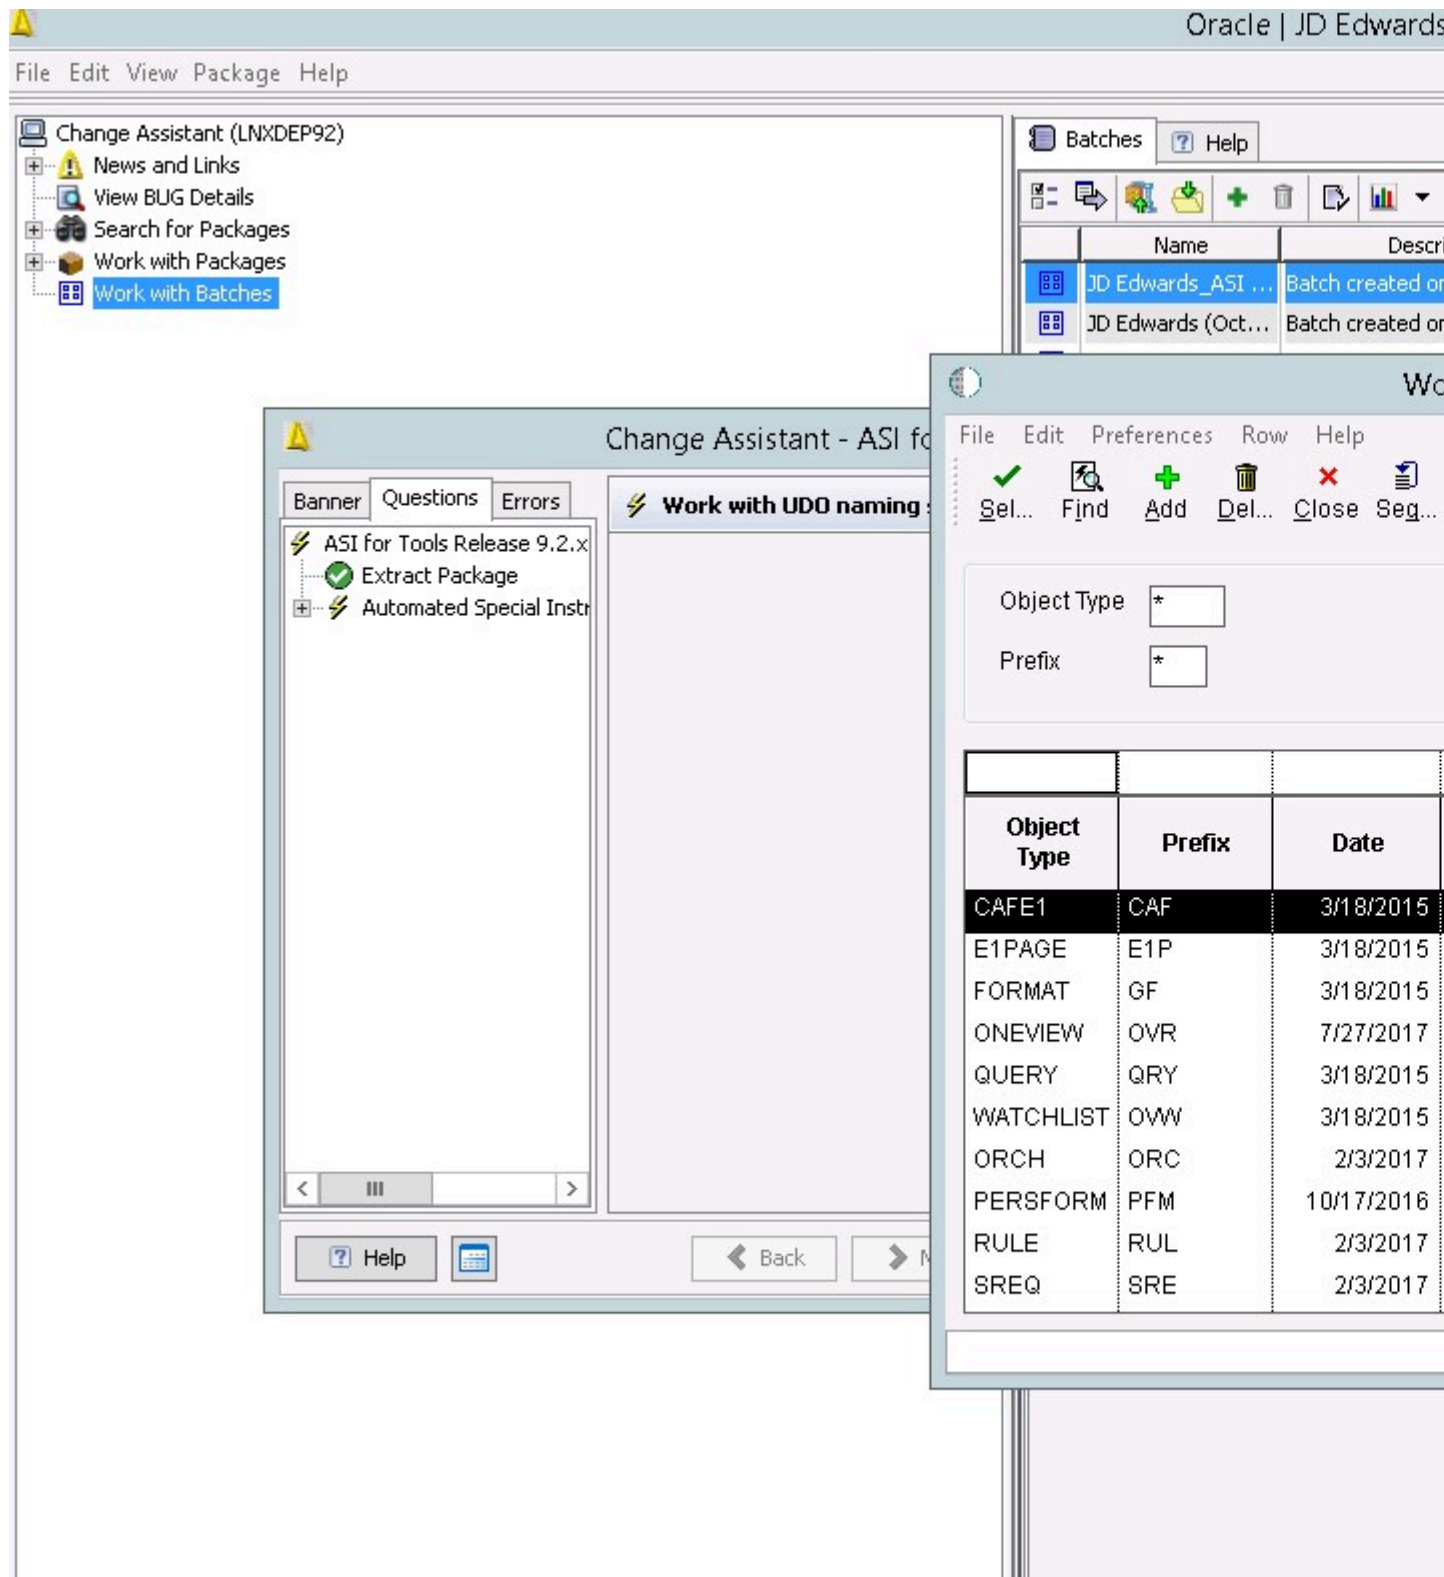 Oracle | JD Edwards
File Edit View Package Help
Change Assistant (LNXDEP92)
News and Links
View BUG Details
Search for Packages
Work with Packages
Work with Batches
Batches Help
Name Descri
JD Edwards_ASI ... Batch created on
JD Edwards (Oct... Batch created on
Change Assistant - ASI fo
Banner Questions Errors
ASI for Tools Release 9.2.x
Extract Package
Automated Special Instr
Work with UDO naming s
Help Back N
Wo
File Edit Preferences Row Help
Sel... Find Add Del... Close Seq...
Object Type *
Prefix *
Object Type Prefix Date
CAFE1 CAF 3/18/2015
E1PAGE E1P 3/18/2015
FORMAT GF 3/18/2015
ONEVIEW OVR 7/27/2017
QUERY QRY 3/18/2015
WATCHLIST OVW 3/18/2015
ORCH ORC 2/3/2017
PERSFORM PFM 10/17/2016
RULE RUL 2/3/2017
SREQ SRE 2/3/2017